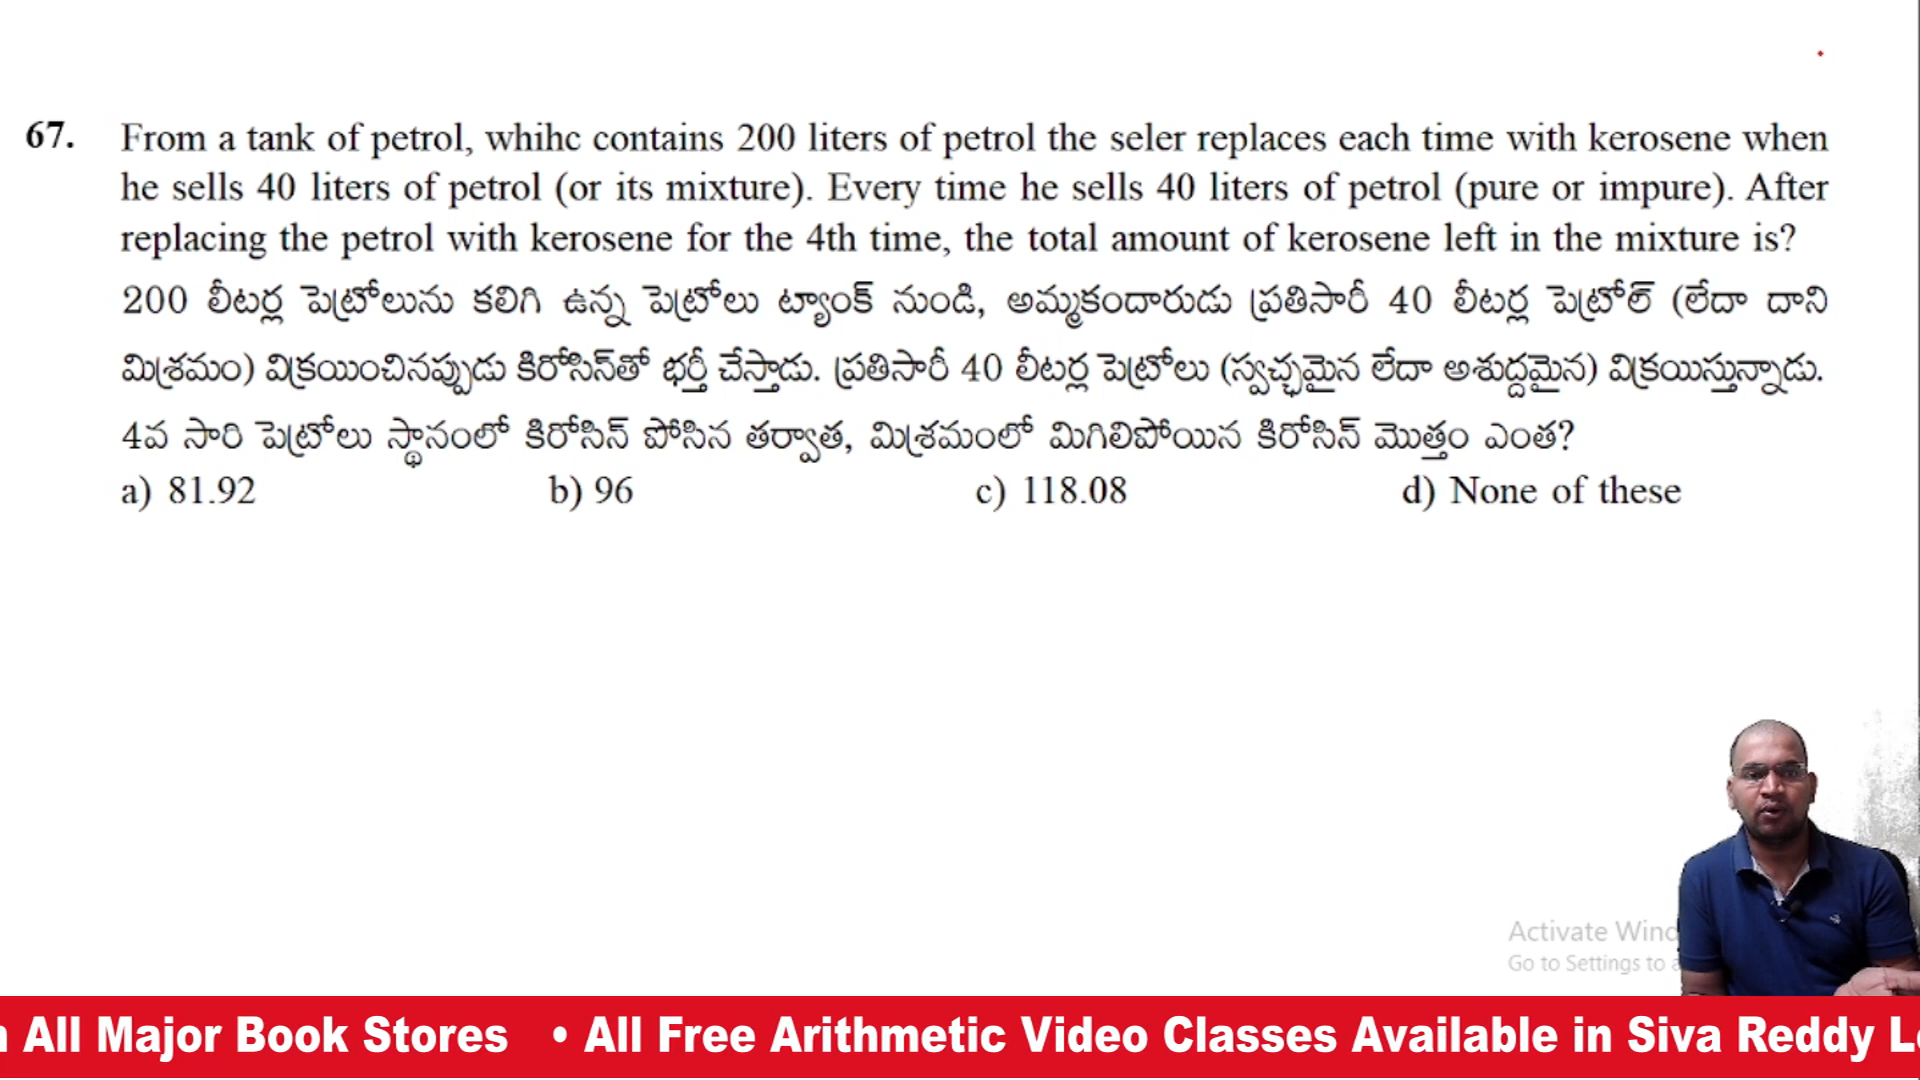 67. From a tank of petrol, whihc contains 200 liters of petrol the seler replaces each time with kerosene when
he sells 40 liters of petrol (or its mixture). Every time he sells 40 liters of petrol (pure or impure). After
replacing the petrol with kerosene for the 4th time, the total amount of kerosene left in the mixture is?
200 లీటర్ల పెట్రోలును కలిగి ఉన్న పెట్రోలు ట్యాంక్ నుండి, అమ్మకందారుడు ప్రతిసారీ 40 లీటర్ల పెట్రోల్ (లేదా దాని
మిశ్రమం) విక్రయించినప్పుడు కిరోసిన్‌తో భర్తీ చేస్తాడు. ప్రతిసారీ 40 లీటర్ల పెట్రోలు (స్వచ్ఛమైన లేదా అశుద్దమైన) విక్రయిస్తున్నాడు.
4వ సారి పెట్రోలు స్థానంలో కిరోసిన్ పోసిన తర్వాత, మిశ్రమంలో మిగిలిపోయిన కిరోసిన్ మొత్తం ఎంత?
a) 81.92 b) 96 c) 118.08 d) None of these
Activate Wind
Go to Settings to a
All Major Book Stores • All Free Arithmetic Video Classes Available in Siva Reddy